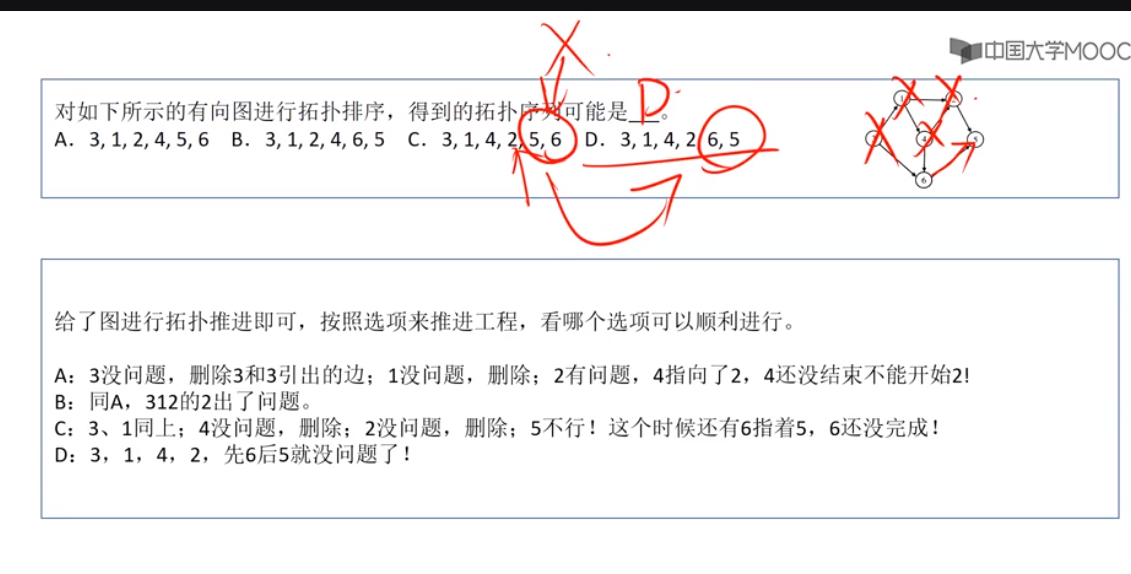 中国大学MOOC
对如下所示的有向图进行拓扑排序，得到的拓扑序列可能是___。
D
A. 3, 1, 2, 4, 5, 6 B. 3, 1, 2, 4, 6, 5 C. 3, 1, 4, 2, 5, 6 D. 3, 1, 4, 2, 6, 5
1
4
6
给了图进行拓扑推进即可，按照选项来推进工程，看哪个选项可以顺利进行。
A：3没问题，删除3和3引出的边；1没问题，删除；2有问题，4指向了2，4还没结束不能开始2!
B：同A，312的2出了问题。
C：3、1同上；4没问题，删除；2没问题，删除；5不行！这个时候还有6指着5，6还没完成！
D：3，1，4，2，先6后5就没问题了！